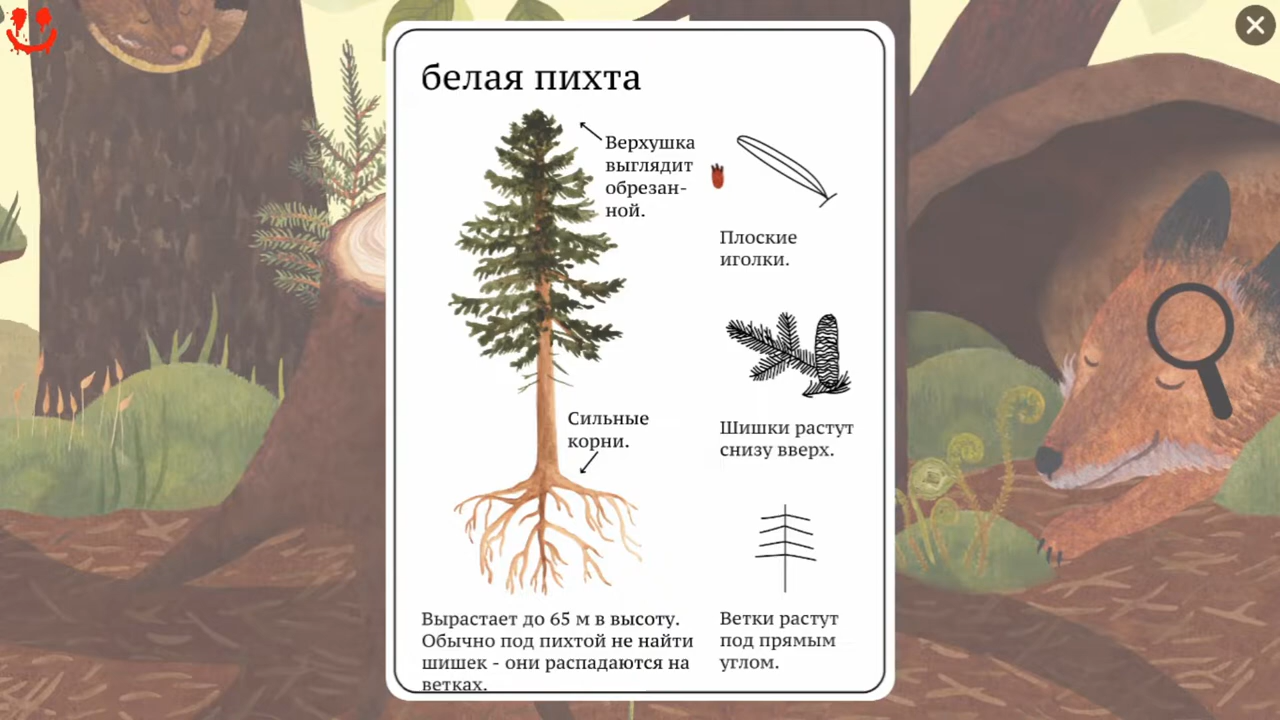 белая пихта
Верхушка
выглядит
обрезан-
ной.
Плоские
иголки.
Шишки растут
снизу вверх.
Сильные
корни.
Вырастает до 65 м в высоту.
Обычно под пихтой не найти
шишек - они распадаются на
ветках.
Ветки растут
под прямым
углом.